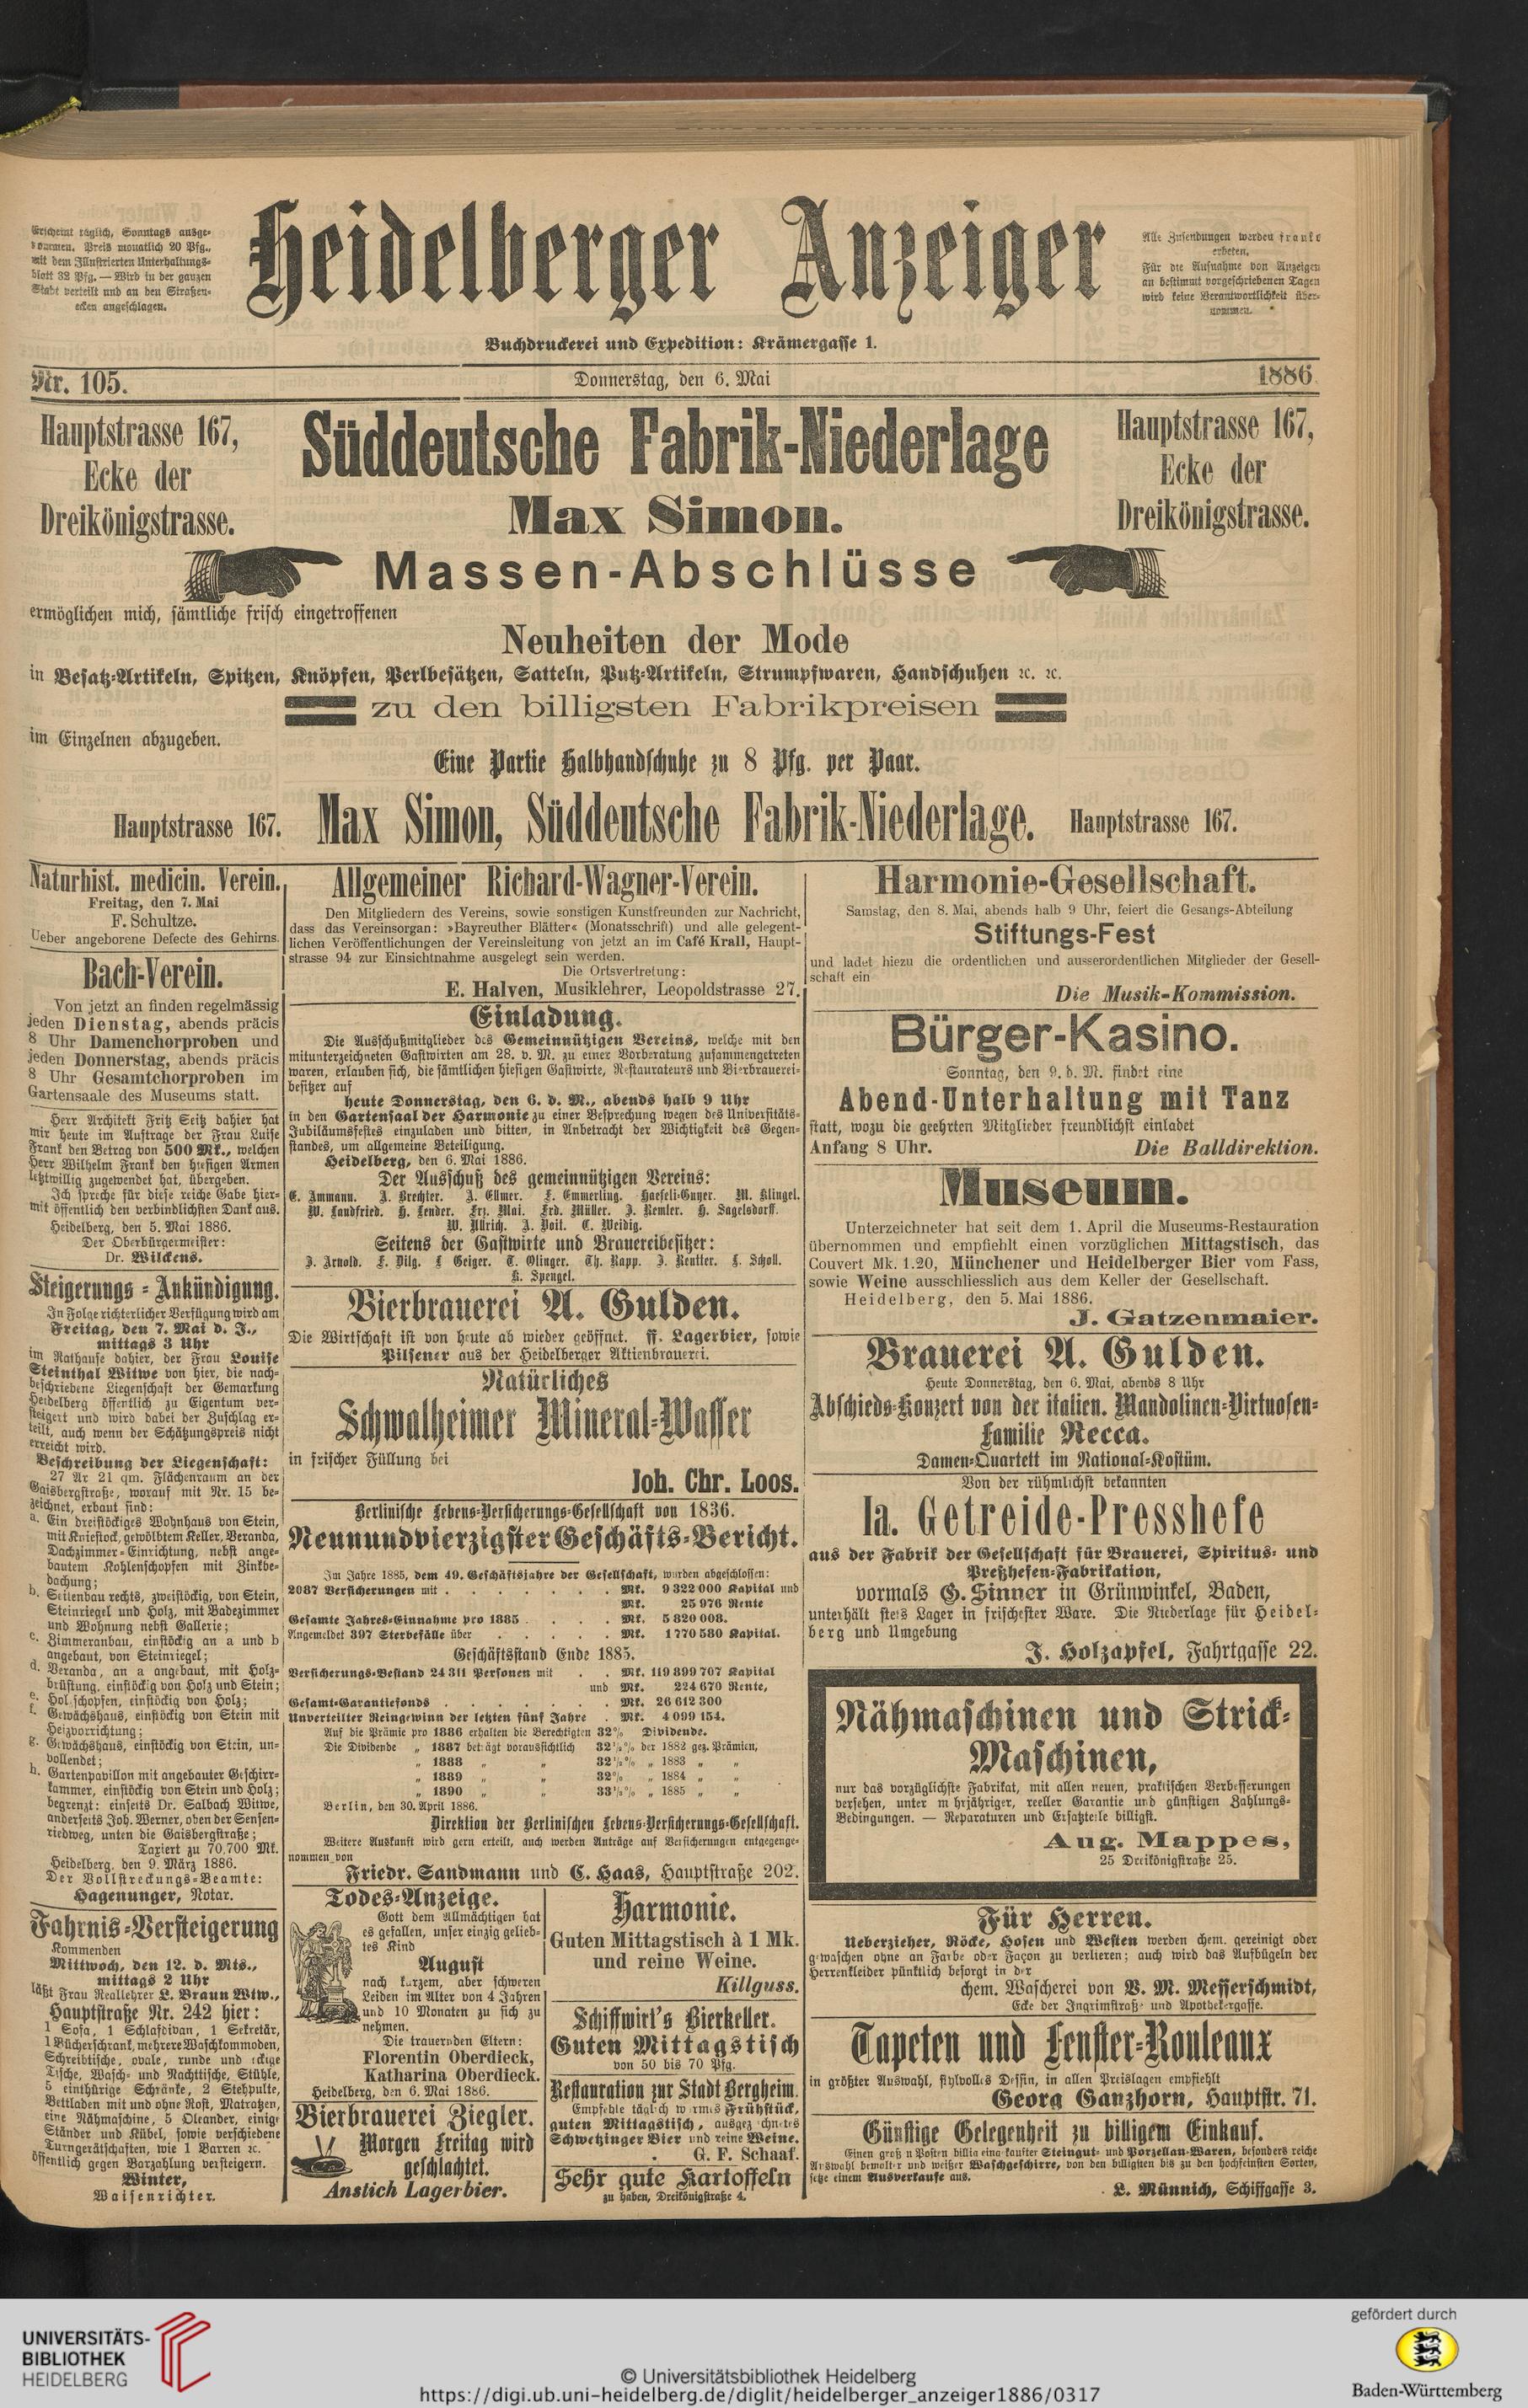 Erscheint täglich, Sonntags ausge-
nommen. Preis monatlich 20 Pfg.,
mit dem Illustrierten Unterhaltungs-
blatt 32 Pfg. — Wird in der ganzen
Stadt verteilt und an den Straßen-
ecken angeschlagen.
Heidelberger Anzeiger
Alle Zusendungen werden franko
erbeten.
Für die Aufnahme von Anzeigen
an bestimmt vorgeschriebenen Tagen
wird keine Verantwortlichkeit über-
nommen.
Buchdruckerei und Expedition: Krämergasse 1.
Nr. 105.
Donnerstag, den 6. Mai
1886.
Hauptstrasse 167,
Ecke der
Dreikönigstrasse.
Süddeutsche Fabrik-Niederlage
Max Simon.
Hauptstrasse 167,
Ecke der
Dreikönigstrasse.
Massen-Abschlüsse
ermöglichen mich, sämtliche frisch eingetroffenen
Neuheiten der Mode
in Besatz-Artikeln, Spitzen, Knöpfen, Perlbesätzen, Satteln, Putz-Artikeln, Strumpfwaren, Handschuhen ꝛc. ꝛc.
zu den billigsten Fabrikpreisen
im Einzelnen abzugeben.
Eine Partie Halbhandschuhe zu 8 Pfg. per Paar.
Hauptstrasse 167. Max Simon, Süddeutsche Fabrik-Niederlage. Hauptstrasse 167.
Naturhist. medicin. Verein.
Freitag, den 7. Mai
F. Schultze.
Ueber angeborene Defecte des Gehirns.
Bach-Verein.
Von jetzt an finden regelmässig
jeden Dienstag, abends präcis
8 Uhr Damenchorproben und
jeden Donnerstag, abends präcis
8 Uhr Gesamtchorproben im
Gartensaale des Museums statt.
Herr Architekt Fritz Seitz dahier hat
mir heute im Auftrage der Frau Luise
Frank den Betrag von 500 Mk., welchen
Herr Wilhelm Frank den hiesigen Armen
letztwillig zugewendet hat, übergeben.
Ich spreche für diese reiche Gabe hier-
mit öffentlich den verbindlichsten Dank aus.
Heidelberg, den 5. Mai 1886.
Der Oberbürgermeister:
Dr. Wilckens.
Steigerungs-Ankündigung.
In Folge richterlicher Verfügung wird am
Freitag, den 7. Mai d. J.,
mittags 3 Uhr
im Rathause dahier, der Frau Louise
Steinthal Witwe von hier, die nach-
beschriebene Liegenschaft der Gemarkung
Heidelberg öffentlich zu Eigentum ver-
steigert und wird dabei der Zuschlag er-
teilt, auch wenn der Schätzungspreis nicht
erreicht wird.
Beschreibung der Liegenschaft:
27 Ar 21 qm. Flächenraum an der
Gaisbergstraße, worauf mit Nr. 15 be-
zeichnet, erbaut sind:
a. Ein dreistöckiges Wohnhaus von Stein,
mit Kniestock, gewölbtem Keller, Veranda,
Dachzimmer-Einrichtung, nebst ange-
bautem Kohlenschopfen mit Zinkbe-
dachung;
b. Seitenbau rechts, zweistöckig, von Stein,
Steinriegel und Holz, mit Badezimmer
und Wohnung nebst Gallerie;
c. Zimmeranbau, einstöckig an a und b
angebaut, von Steinriegel;
d. Veranda, an a angebaut, mit Holz-
brüstung, einstöckig von Holz und Stein;
e. Holzschopfen, einstöckig von Holz;
f. Gewächshaus, einstöckig von Stein mit
Heizvorrichtung;
g. Gewächshaus, einstöckig von Stein, un-
vollendet;
h. Gartenpavillon mit angebauter Geschirr-
kammer, einstöckig von Stein und Holz;
begrenzt: einseits Dr. Salbach Witwe,
anderseits Joh. Werner, oben der Sensen-
riedweg, unten die Gaisbergstraße;
Taxiert zu 70,700 Mk.
Heidelberg, den 9. März 1886.
Der Vollstreckungs-Beamte:
Hagenunger, Notar.
Fahrnis-Versteigerung
Kommenden
Mittwoch, den 12. d. Mts.,
mittags 2 Uhr
läßt Frau Reallehrer L. Braun Wtw.,
Hauptstraße Nr. 242 hier:
1 Sofa, 1 Schlafdivan, 1 Sekretär,
1 Bücherschrank, mehrere Waschkommoden,
Schreibtische, ovale, runde und eckige
Tische, Wasch- und Nachttische, Stühle,
5 einthürige Schränke, 2 Stehpulte,
Bettladen mit und ohne Rost, Matratzen,
eine Nähmaschine, 5 Oleander, einige
Ständer und Kübel, sowie verschiedene
Turngerätschaften, wie 1 Barren ꝛc.
öffentlich gegen Barzahlung versteigern.
Winter,
Waisenrichter.
Allgemeiner Richard-Wagner-Verein.
Den Mitgliedern des Vereins, sowie sonstigen Kunstfreunden zur Nachricht,
dass das Vereinsorgan: »Bayreuther Blätter« (Monatsschrift) und alle gelegent-
lichen Veröffentlichungen der Vereinsleitung von jetzt an im Café Krall, Haupt-
strasse 94 zur Einsichtnahme ausgelegt sein werden.
Die Ortsvertretung:
E. Halven, Musiklehrer, Leopoldstrasse 27.
Einladung.
Die Ausschußmitglieder des Gemeinnützigen Vereins, welche mit den
mitunterzeichneten Gastwirten am 28. v. M. zu einer Vorberatung zusammengetreten
waren, erlauben sich, die sämtlichen hiesigen Gastwirte, Restaurateurs und Bierbrauerei-
besitzer auf
heute Donnerstag, den 6. d. M., abends halb 9 Uhr
in den Gartensaal der Harmonie zu einer Besprechung wegen des Universitäts-
Jubiläumsfestes einzuladen und bitten, in Anbetracht der Wichtigkeit des Gegen-
standes, um allgemeine Beteiligung.
Heidelberg, den 6. Mai 1886.
Der Ausschuß des gemeinnützigen Vereins:
E. Ammann. J. Brechter. J. Ellmer. F. Emmerling. Haefeli-Gujer. M. Klingel.
W. Landfried. H. Lender. Frz. Mai. Frd. Müller. J. Remler. H. Sagelsdorff.
W. Ullrich. J. Voit. C. Weidig.
Seitens der Gastwirte und Brauereibesitzer:
J. Arnold. F. Dilg. Geiger. C. Olinger. Th. Rapp. J. Reutter. F. Scholl.
K. Spengel.
Bierbrauerei A. Gulden.
Die Wirtschaft ist von heute ab wieder geöffnet. ff. Lagerbier, sowie
Pilsener aus der Heidelberger Aktienbrauerei.
Natürliches
Schwalheimer Mineral-Wasser
in frischer Füllung bei
Joh. Chr. Loos.
Berlinische Lebens-Versicherungs-Gesellschaft von 1836.
Neunundvierzigster Geschäfts-Bericht.
Im Jahre 1885, dem 49. Geschäftsjahre der Gesellschaft, wurden abgeschlossen:
2087 Versicherungen mit . . . . . . Mk. 9 322 000 Kapital und
Mk. 25 976 Rente
Gesamte Jahres-Einnahme pro 1885 . . . . Mk. 5 820 008.
Angemeldet 397 Sterbefälle über . . . . . Mk. 1 770 580 Kapital.
Geschäftsstand Ende 1885.
Versicherungs-Bestand 24 311 Personen mit . . Mk. 119 899 707 Kapital
und Mk. 224 670 Rente,
Gesamt-Garantiefonds . . . . . . . Mk. 26 612 300
Unverteilter Reingewinn der letzten fünf Jahre . Mk. 4 099 154.
Auf die Prämie pro 1886 erhalten die Berechtigten 32% Dividende.
Die Dividende „ 1887 beträgt voraussichtlich 32⅓% der 1882 gez. Prämien,
„ 1888 „ „ 32⅓% „ 1883 „ „
„ 1889 „ „ 32% „ 1884 „ „
„ 1890 „ „ 33⅓% „ 1885 „ „
Berlin, den 30. April 1886.
Direktion der Berlinischen Lebens-Versicherungs-Gesellschaft.
Weitere Auskunft wird gern erteilt, auch werden Anträge auf Versicherungen entgegenge-
nommen von
Friedr. Sandmann und C. Haas, Hauptstraße 202.
Todes-Anzeige.
Gott dem Allmächtigen hat
es gefallen, unser einzig gelieb-
tes Kind
August
nach kurzem, aber schweren
Leiden im Alter von 4 Jahren
und 10 Monaten zu sich zu
nehmen.
Die trauernden Eltern:
Florentin Oberdieck,
Katharina Oberdieck.
Heidelberg, den 6. Mai 1886.
Bierbrauerei Ziegler.
Morgen Freitag wird
geschlachtet.
Anstich Lagerbier.
Harmonie.
Guten Mittagstisch à 1 Mk.
und reine Weine.
Killguss.
Schiffwirt's Bierkeller.
Guten Mittagstisch
von 50 bis 70 Pfg.
Restauration zur Stadt Bergheim.
Empfehle täglich warmes Frühstück,
guten Mittagstisch, ausgezeichnetes
Schwetzinger Bier und reine Weine.
G. F. Schaaf.
Sehr gute Kartoffeln
zu haben, Dreikönigstraße 4.
Harmonie-Gesellschaft.
Samstag, den 8. Mai, abends halb 9 Uhr, feiert die Gesangs-Abteilung
Stiftungs-Fest
und ladet hiezu die ordentlichen und ausserordentlichen Mitglieder der Gesell-
schaft ein
Die Musik-Kommission.
Bürger-Kasino.
Sonntag, den 9. d. M. findet eine
Abend-Unterhaltung mit Tanz
statt, wozu die geehrten Mitglieder freundlichst einladet
Anfang 8 Uhr. Die Balldirektion.
Museum.
Unterzeichneter hat seit dem 1. April die Museums-Restauration
übernommen und empfiehlt einen vorzüglichen Mittagstisch, das
Couvert Mk. 1.20, Münchener und Heidelberger Bier vom Fass,
sowie Weine ausschliesslich aus dem Keller der Gesellschaft.
Heidelberg, den 5. Mai 1886.
J. Gatzenmaier.
Brauerei A. Gulden.
Heute Donnerstag, den 6. Mai, abends 8 Uhr
Abschieds-Konzert von der italien. Mandolinen-Virtuosen-
Familie Recca.
Damen-Quartett im National-Kostüm.
Von der rühmlichst bekannten
Ia. Getreide-Presshefe
aus der Fabrik der Gesellschaft für Brauerei, Spiritus- und
Preßhefen-Fabrikation,
vormals G. Sinner in Grünwinkel, Baden,
unterhält stets Lager in frischester Ware. Die Niederlage für Heidel-
berg und Umgebung
J. Holzapfel, Fahrtgasse 22.
Nähmaschinen und Strick-
Maschinen,
nur das vorzüglichste Fabrikat, mit allen neuen, praktischen Verbesserungen
versehen, unter mehrjähriger, reeller Garantie und günstigen Zahlungs-
Bedingungen. — Reparaturen und Ersatzteile billigst.
Aug. Mappes,
25 Dreikönigstraße 25.
Für Herren.
Ueberzieher, Röcke, Hosen und Westen werden chem. gereinigt oder
gewaschen ohne an Farbe oder Façon zu verlieren; auch wird das Aufbügeln der
Herrenkleider pünktlich besorgt in der
chem. Wascherei von V. M. Messerschmidt,
Ecke der Ingrimstraße und Apothekergasse.
Tapeten und Fenster-Rouleaux
in größter Auswahl, stylvolles Dessin, in allen Preislagen empfiehlt
Georg Ganzhorn, Hauptstr. 71.
Günstige Gelegenheit zu billigem Einkauf.
Einen großen Posten billig eingekaufter Steingut- und Porzellan-Waren, besonders reiche
Auswahl bemalter und weißer Waschgeschirre, von den billigsten bis zu den hochfeinsten Sorten,
setze einem Ausverkaufe aus.
L. Münnich, Schiffgasse 3.
UNIVERSITÄTS-
BIBLIOTHEK
HEIDELBERG
© Universitätsbibliothek Heidelberg
https://digi.ub.uni-heidelberg.de/diglit/heidelberger_anzeiger1886/0317
gefördert durch
Baden-Württemberg